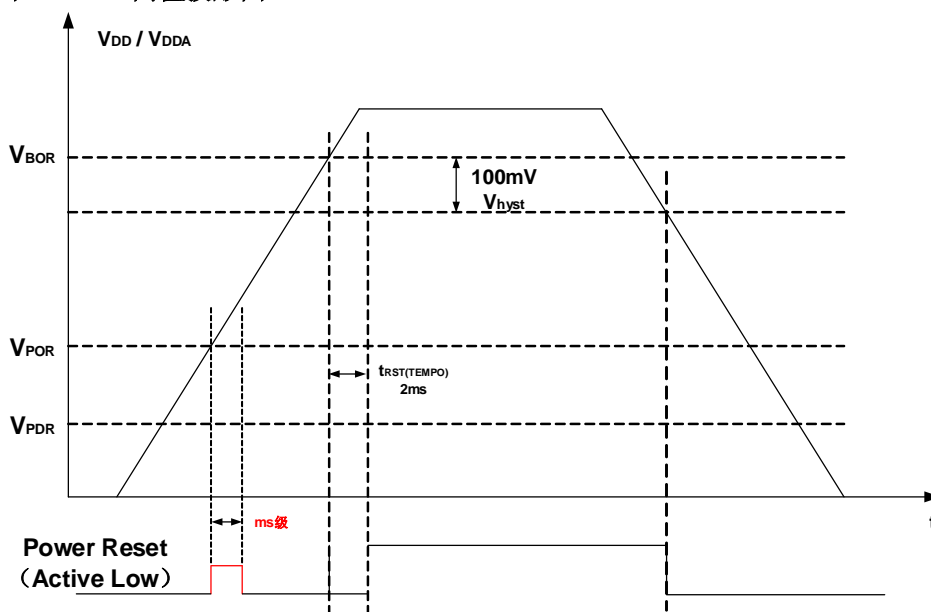 VDD / VDDA
VBOR
100mV
Vhyst
VPOR
tRST(TEMPO)
2ms
VPDR
ms级
t
Power Reset
（Active Low）